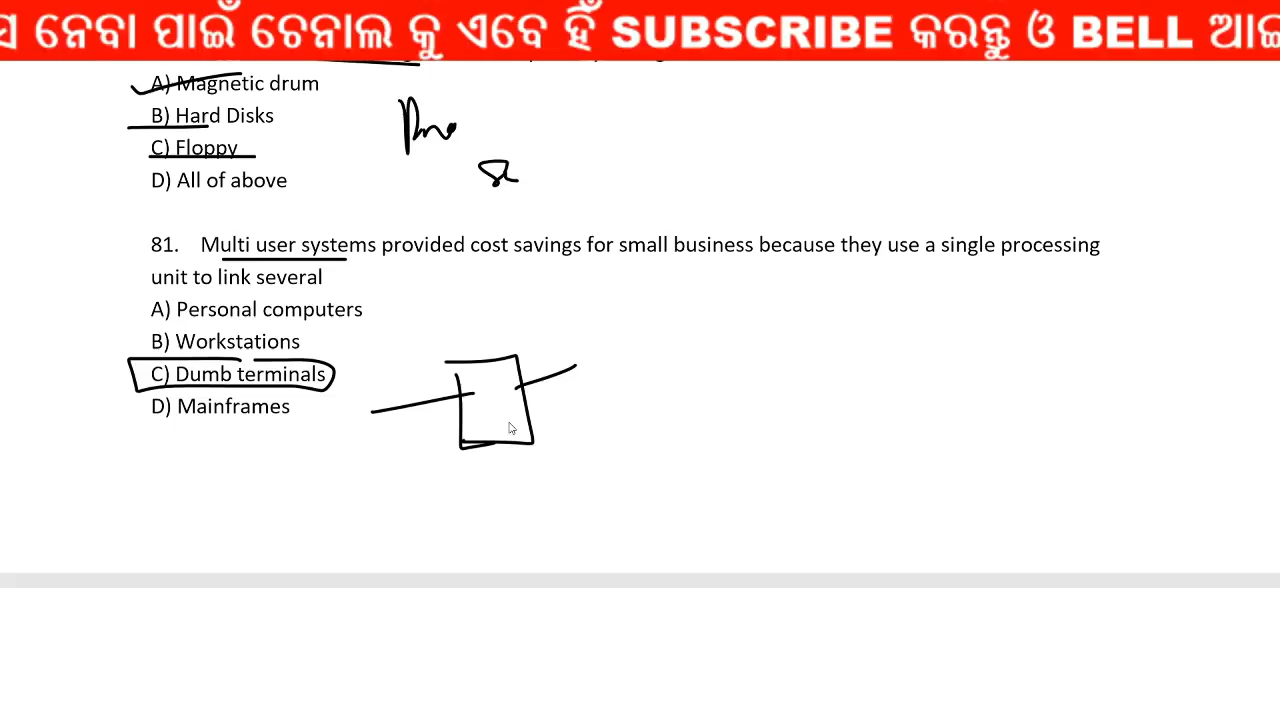 ସ ନେବା ପାଇଁ ଚେନାଲ କୁ ଏବେ ହିଁ SUBSCRIBE କରନ୍ତୁ ଓ BELL ଆଇ
A) Magnetic drum
B) Hard Disks
C) Floppy
D) All of above
81. Multi user systems provided cost savings for small business because they use a single processing
unit to link several
A) Personal computers
B) Workstations
C) Dumb terminals
D) Mainframes